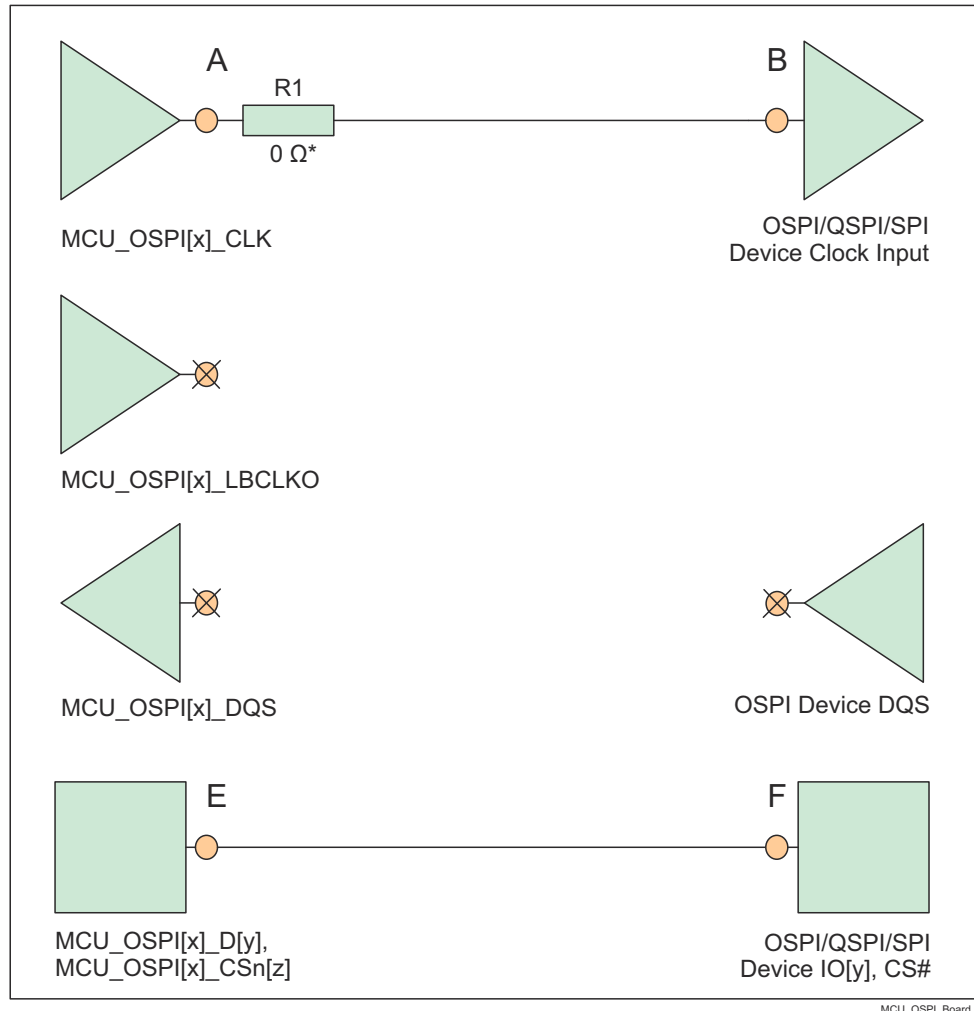 A
B
R1
0 Ω*
MCU_OSPI[x]_CLK
OSPI/QSPI/SPI
Device Clock Input
MCU_OSPI[x]_LBCLKO
MCU_OSPI[x]_DQS
OSPI Device DQS
E
F
MCU_OSPI[x]_D[y],
MCU_OSPI[x]_CSn[z]
OSPI/QSPI/SPI
Device IO[y], CS#
MCU_OSPI_Board